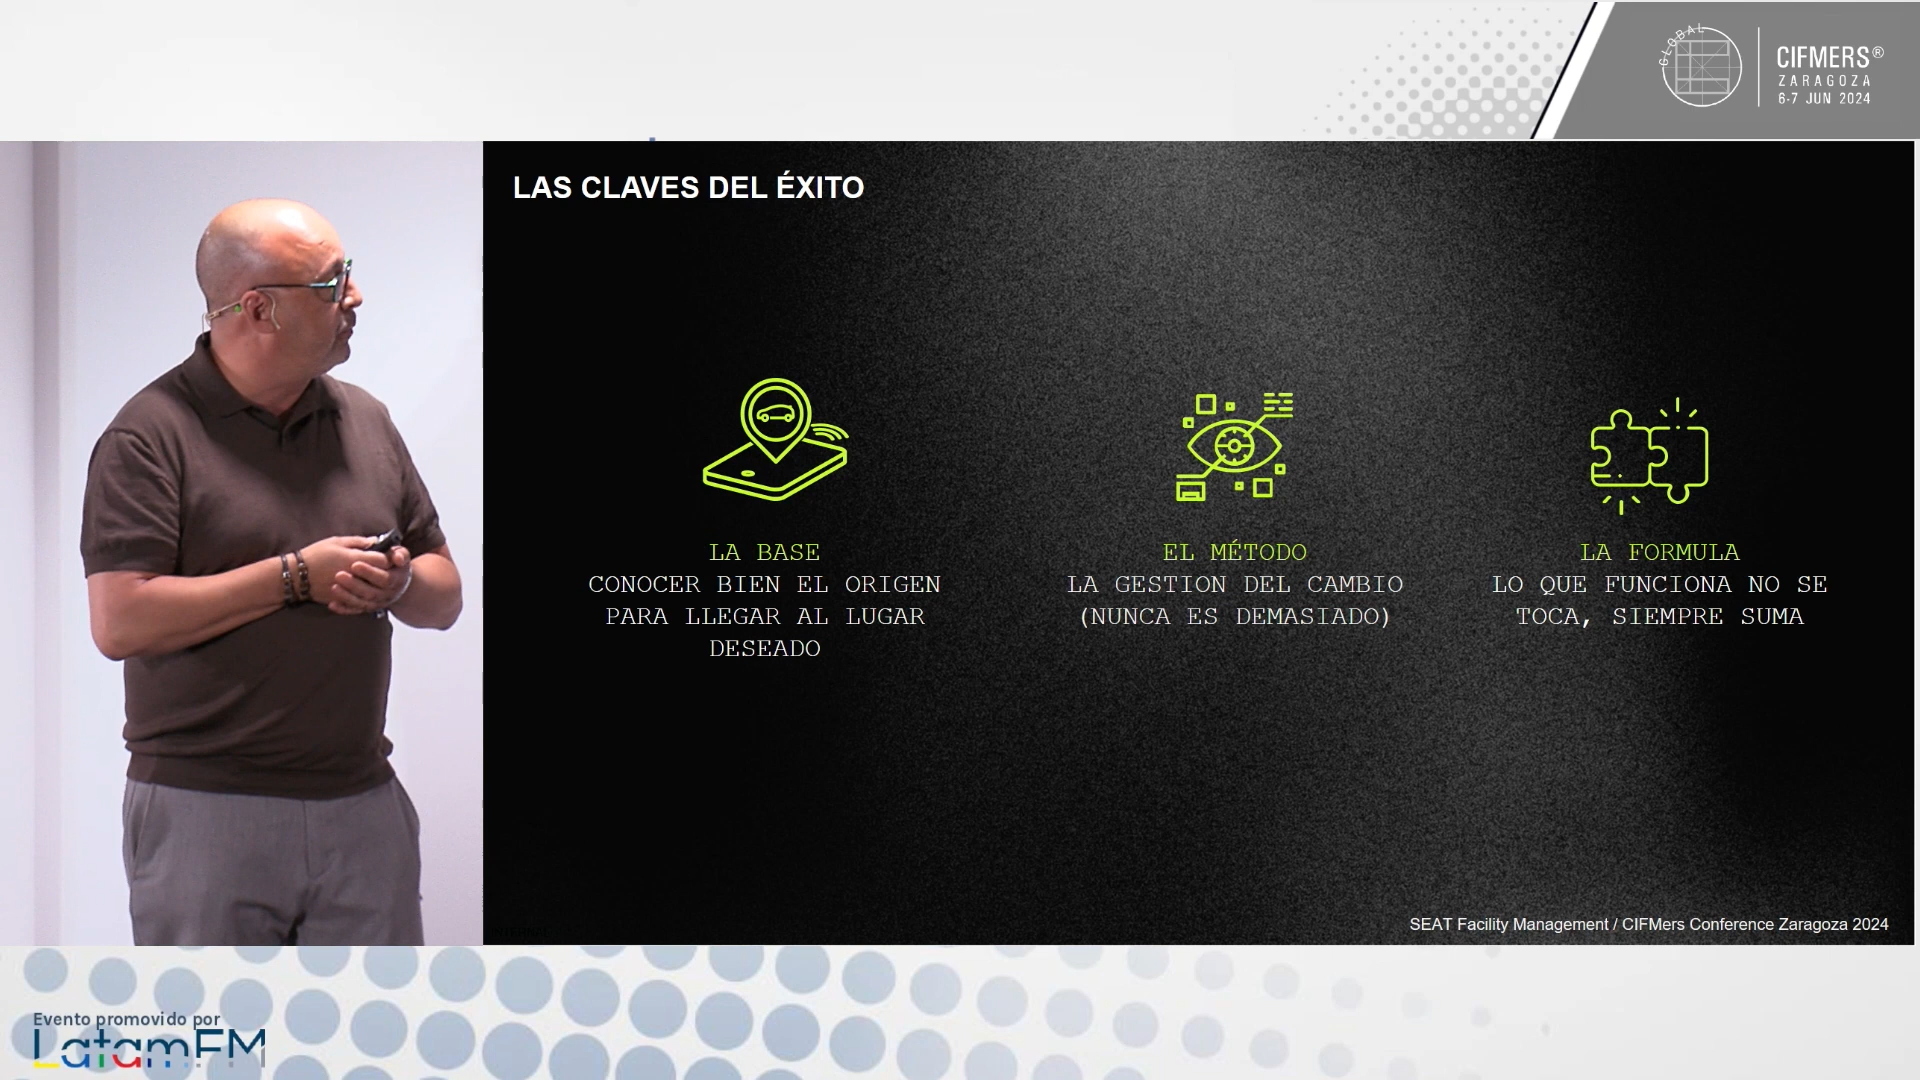 GLOBAL
CIFMERS®
ZARAGOZA
6-7 JUN 2024
LAS CLAVES DEL ÉXITO
LA BASE
CONOCER BIEN EL ORIGEN
PARA LLEGAR AL LUGAR
DESEADO
EL MÉTODO
LA GESTION DEL CAMBIO
(NUNCA ES DEMASIADO)
LA FORMULA
LO QUE FUNCIONA NO SE
TOCA, SIEMPRE SUMA
SEAT Facility Management / CIFMers Conference Zaragoza 2024
Evento promovido por
LatamFM